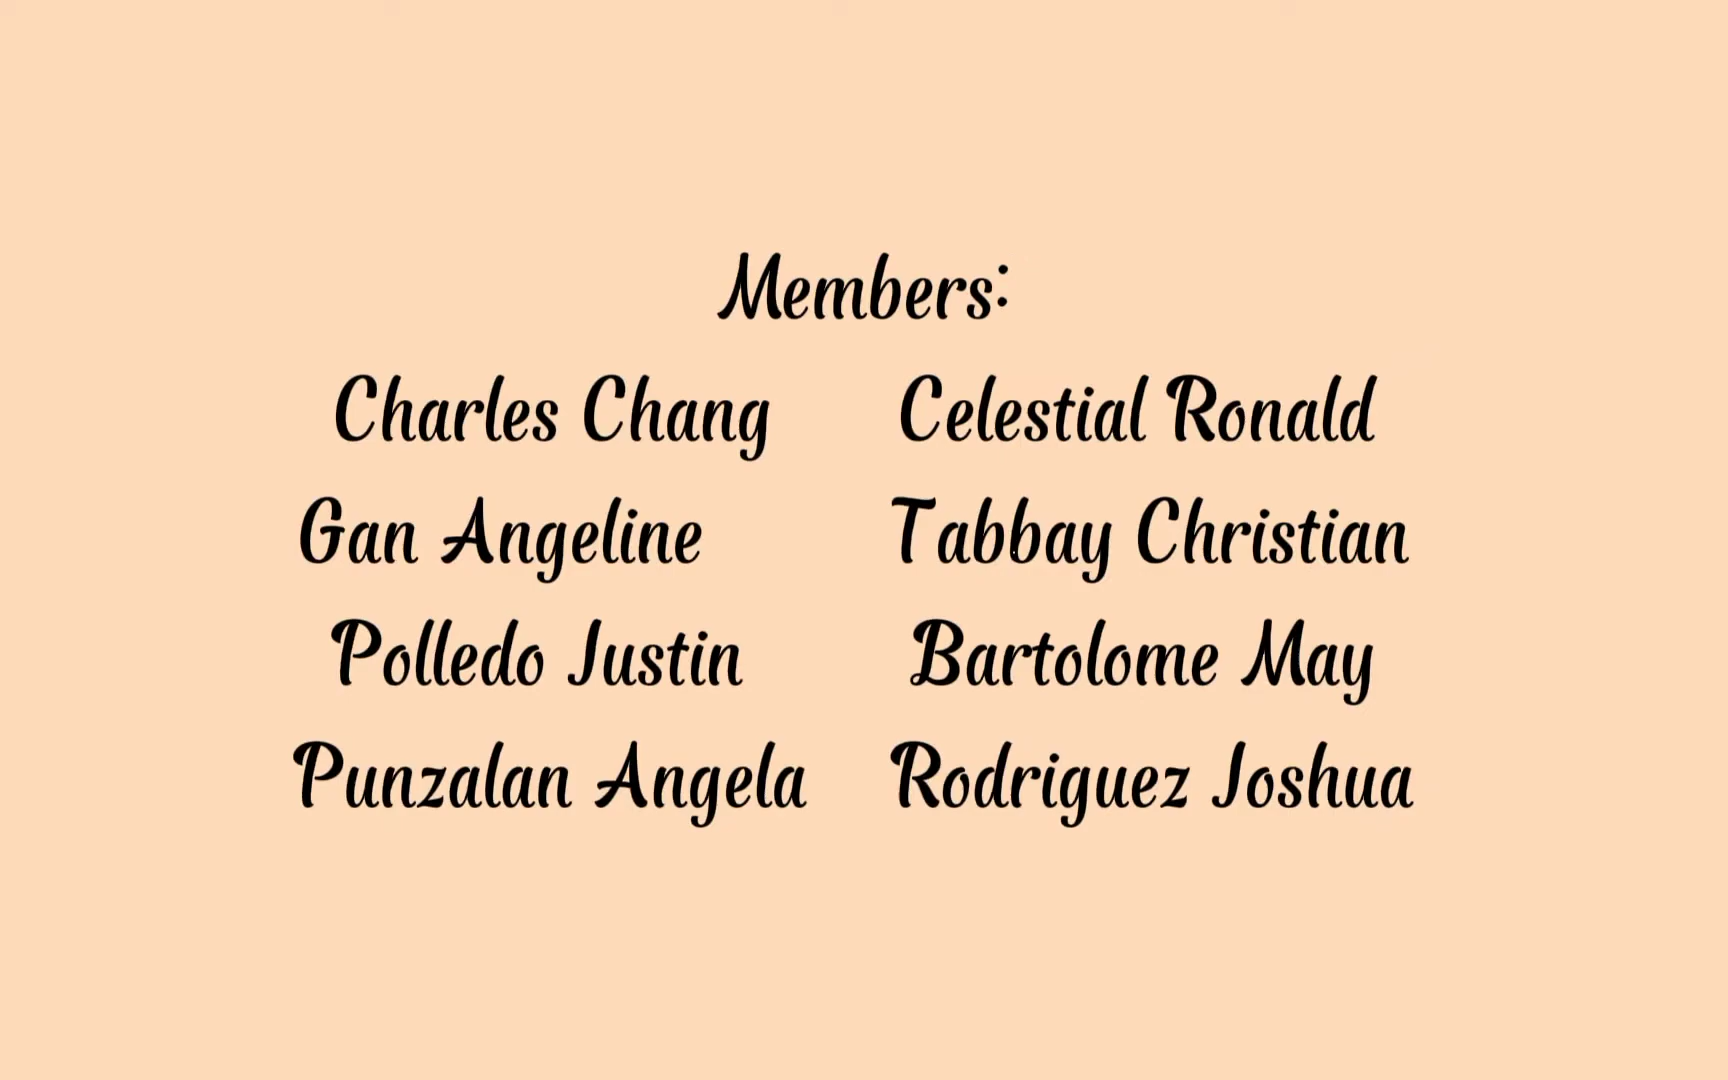 Members:
Charles Chang Celestial Ronald
Gan Angeline Tabbay Christian
Polledo Justin Bartolome May
Punzalan Angela Rodriguez Joshua